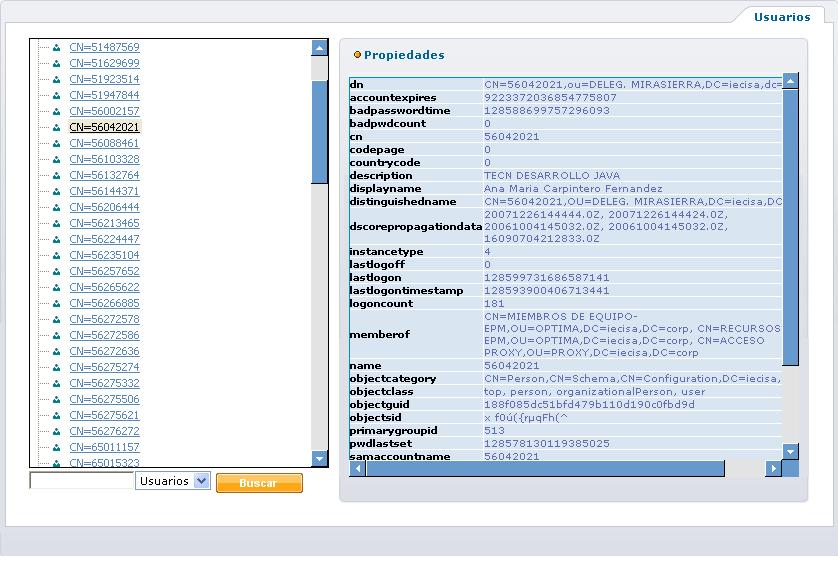 Usuarios
CN=51487569
CN=51629699
CN=51923514
CN=51947844
CN=56002157
CN=56042021
CN=56088461
CN=56103328
CN=56132764
CN=56144371
CN=56206444
CN=56213465
CN=56224447
CN=56235104
CN=56257652
CN=56265622
CN=56266885
CN=56272578
CN=56272586
CN=56272636
CN=56275274
CN=56275332
CN=56275506
CN=56275621
CN=56276272
CN=65011157
CN=65015323
Usuarios
Buscar
Propiedades
dn CN=56042021,ou=DELEG. MIRASIERRA,DC=iecisa,dc=
accountexpires 9223372036854775807
badpasswordtime 128588699757296093
badpwdcount 0
cn 56042021
codepage 0
countrycode 0
description TECN DESARROLLO JAVA
displayname Ana Maria Carpintero Fernandez
distinguishedname CN=56042021,OU=DELEG. MIRASIERRA,DC=iecisa,DC
20071226144444.0Z, 20071226144424.0Z,
dscorepropagationdata 20061004145032.0Z, 20061004145032.0Z,
16090704212833.0Z
instancetype 4
lastlogoff 0
lastlogon 128599731686587141
lastlogontimestamp 128593900406713441
logoncount 181
CN=MIEMBROS DE EQUIPO-
EPM,OU=OPTIMA,DC=iecisa,DC=corp, CN=RECURSOS
memberof EPM,OU=OPTIMA,DC=iecisa,DC=corp, CN=ACCESO
PROXY,OU=PROXY,DC=iecisa,DC=corp
name 56042021
objectcategory CN=Person,CN=Schema,CN=Configuration,DC=iecisa,
objectclass top, person, organizationalPerson, user
objectguid 188f085dc51bfd479b110d190c0fbd9d
objectsid x f0ú({rµqFh(^
primarygroupid 513
pwdlastset 128578130119385025
samaccountname 56042021